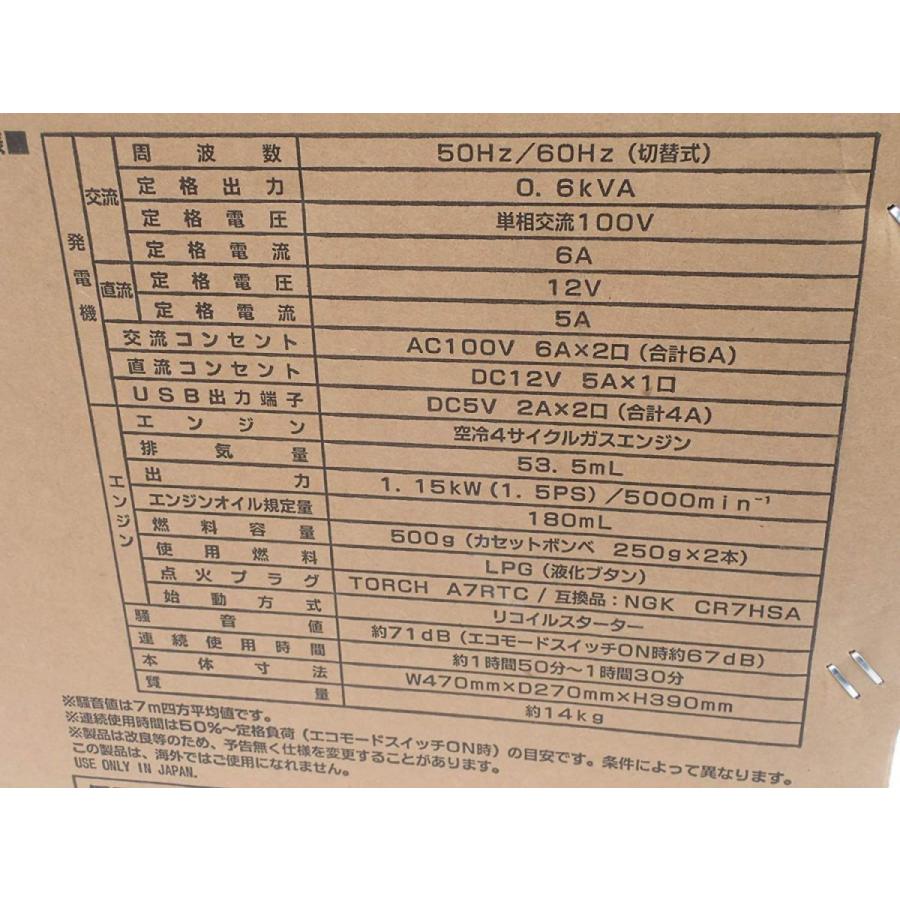 様■
発電機
交流
周波数 50Hz/60Hz(切替式)
定格出力 0.6kVA
定格電圧 単相交流100V
定格電流 6A
直流
定格電圧 12V
定格電流 5A
交流コンセント AC100V 6A×2口(合計6A)
直流コンセント DC12V 5A×1口
USB出力端子 DC5V 2A×2口(合計4A)
エンジン
エンジン 空冷4サイクルガスエンジン
排気量 53.5mL
出力 1.15kW(1.5PS)/5000min⁻¹
エンジンオイル規定量 180mL
燃料容量 500g(カセットボンベ 250g×2本)
使用燃料 LPG(液化ブタン)
点火プラグ TORCH A7RTC/互換品:NGK CR7HSA
始動方式 リコイルスターター
騒音値 約71dB(エコモードスイッチON時約67dB)
連続使用時間 約1時間50分~1時間30分
本体寸法 W470mm×D270mm×H390mm
質量 約14kg
※騒音値は7m四方平均値です。
※連続使用時間は50%~定格負荷(エコモードスイッチON時)の目安です。条件によって異なります。
※製品は改良等のため、予告無く仕様を変更することがあります。
この製品は、海外ではご使用になれません。
USE ONLY IN JAPAN.